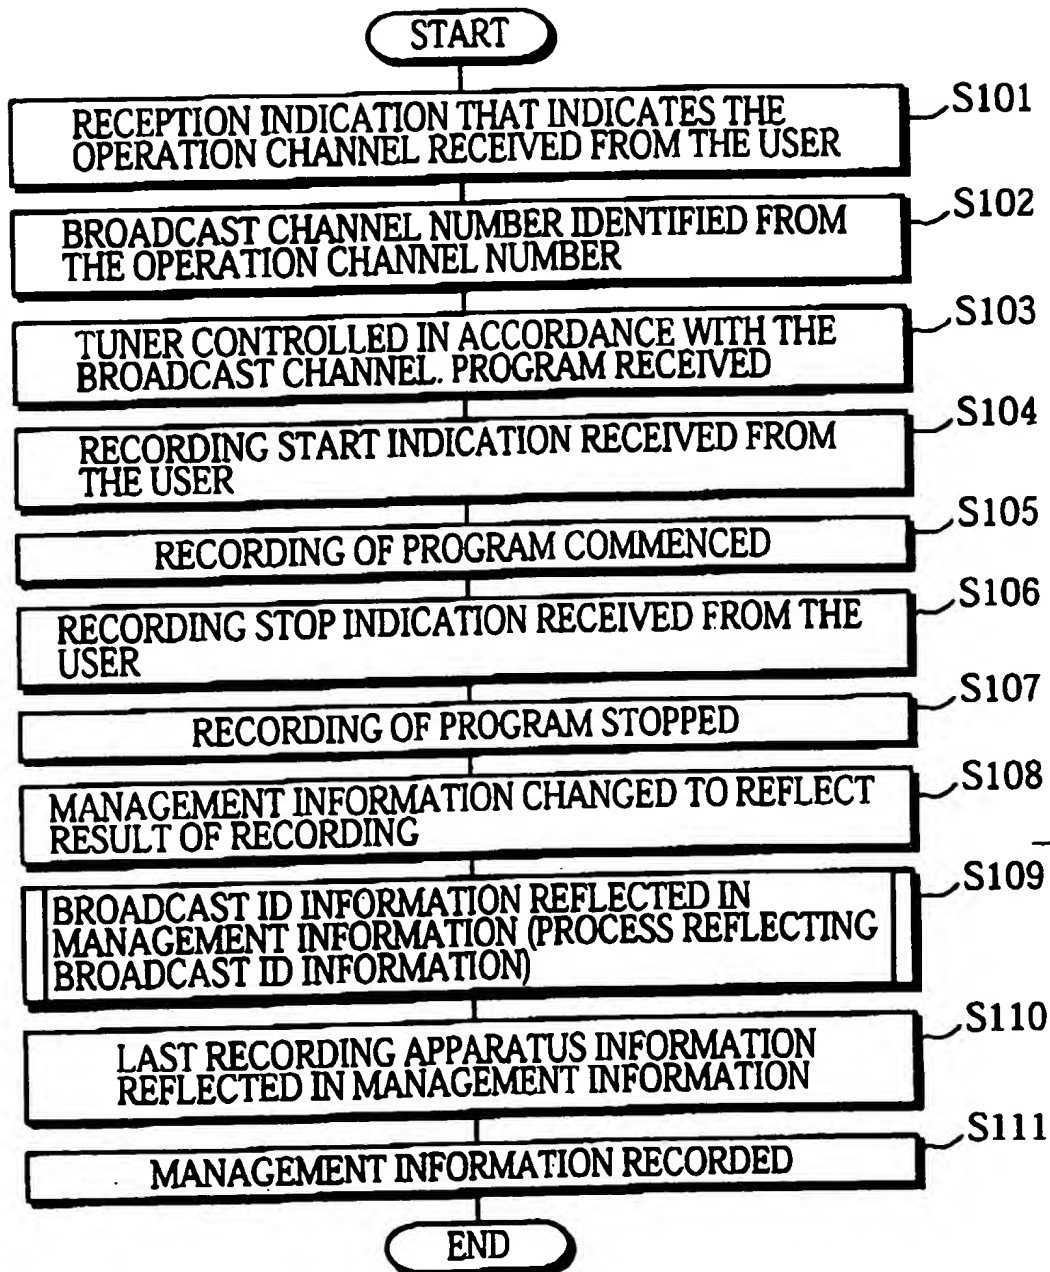 START
S101
RECEPTION INDICATION THAT INDICATES THE
OPERATION CHANNEL RECEIVED FROM THE USER
S102
BROADCAST CHANNEL NUMBER IDENTIFIED FROM
THE OPERATION CHANNEL NUMBER
S103
TUNER CONTROLLED IN ACCORDANCE WITH THE
BROADCAST CHANNEL. PROGRAM RECEIVED
S104
RECORDING START INDICATION RECEIVED FROM
THE USER
S105
RECORDING OF PROGRAM COMMENCED
S106
RECORDING STOP INDICATION RECEIVED FROM THE
USER
S107
RECORDING OF PROGRAM STOPPED
S108
MANAGEMENT INFORMATION CHANGED TO REFLECT
RESULT OF RECORDING
S109
BROADCAST ID INFORMATION REFLECTED IN
MANAGEMENT INFORMATION (PROCESS REFLECTING
BROADCAST ID INFORMATION)
S110
LAST RECORDING APPARATUS INFORMATION
REFLECTED IN MANAGEMENT INFORMATION
S111
MANAGEMENT INFORMATION RECORDED
END